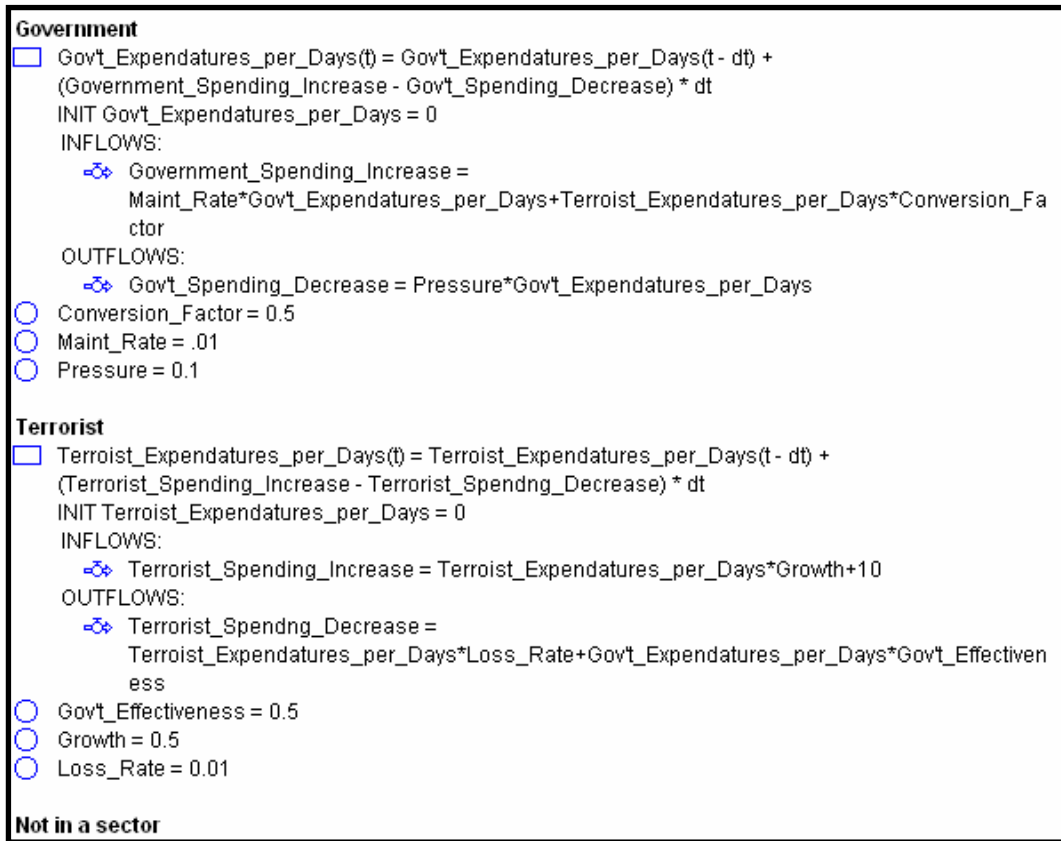 Government
Gov't_Expendatures_per_Days(t) = Gov't_Expendatures_per_Days(t - dt) +
(Government_Spending_Increase - Gov't_Spending_Decrease) * dt
INIT Gov't_Expendatures_per_Days = 0
INFLOWS:
Government_Spending_Increase =
Maint_Rate*Gov't_Expendatures_per_Days+Terroist_Expendatures_per_Days*Conversion_Fa
ctor
OUTFLOWS:
Gov't_Spending_Decrease = Pressure*Gov't_Expendatures_per_Days
Conversion_Factor = 0.5
Maint_Rate = .01
Pressure = 0.1
Terrorist
Terroist_Expendatures_per_Days(t) = Terroist_Expendatures_per_Days(t - dt) +
(Terrorist_Spending_Increase - Terrorist_Spendng_Decrease) * dt
INIT Terroist_Expendatures_per_Days = 0
INFLOWS:
Terrorist_Spending_Increase = Terroist_Expendatures_per_Days*Growth+10
OUTFLOWS:
Terrorist_Spendng_Decrease =
Terroist_Expendatures_per_Days*Loss_Rate+Gov't_Expendatures_per_Days*Gov't_Effectiven
ess
Gov't_Effectiveness = 0.5
Growth = 0.5
Loss_Rate = 0.01
Not in a sector